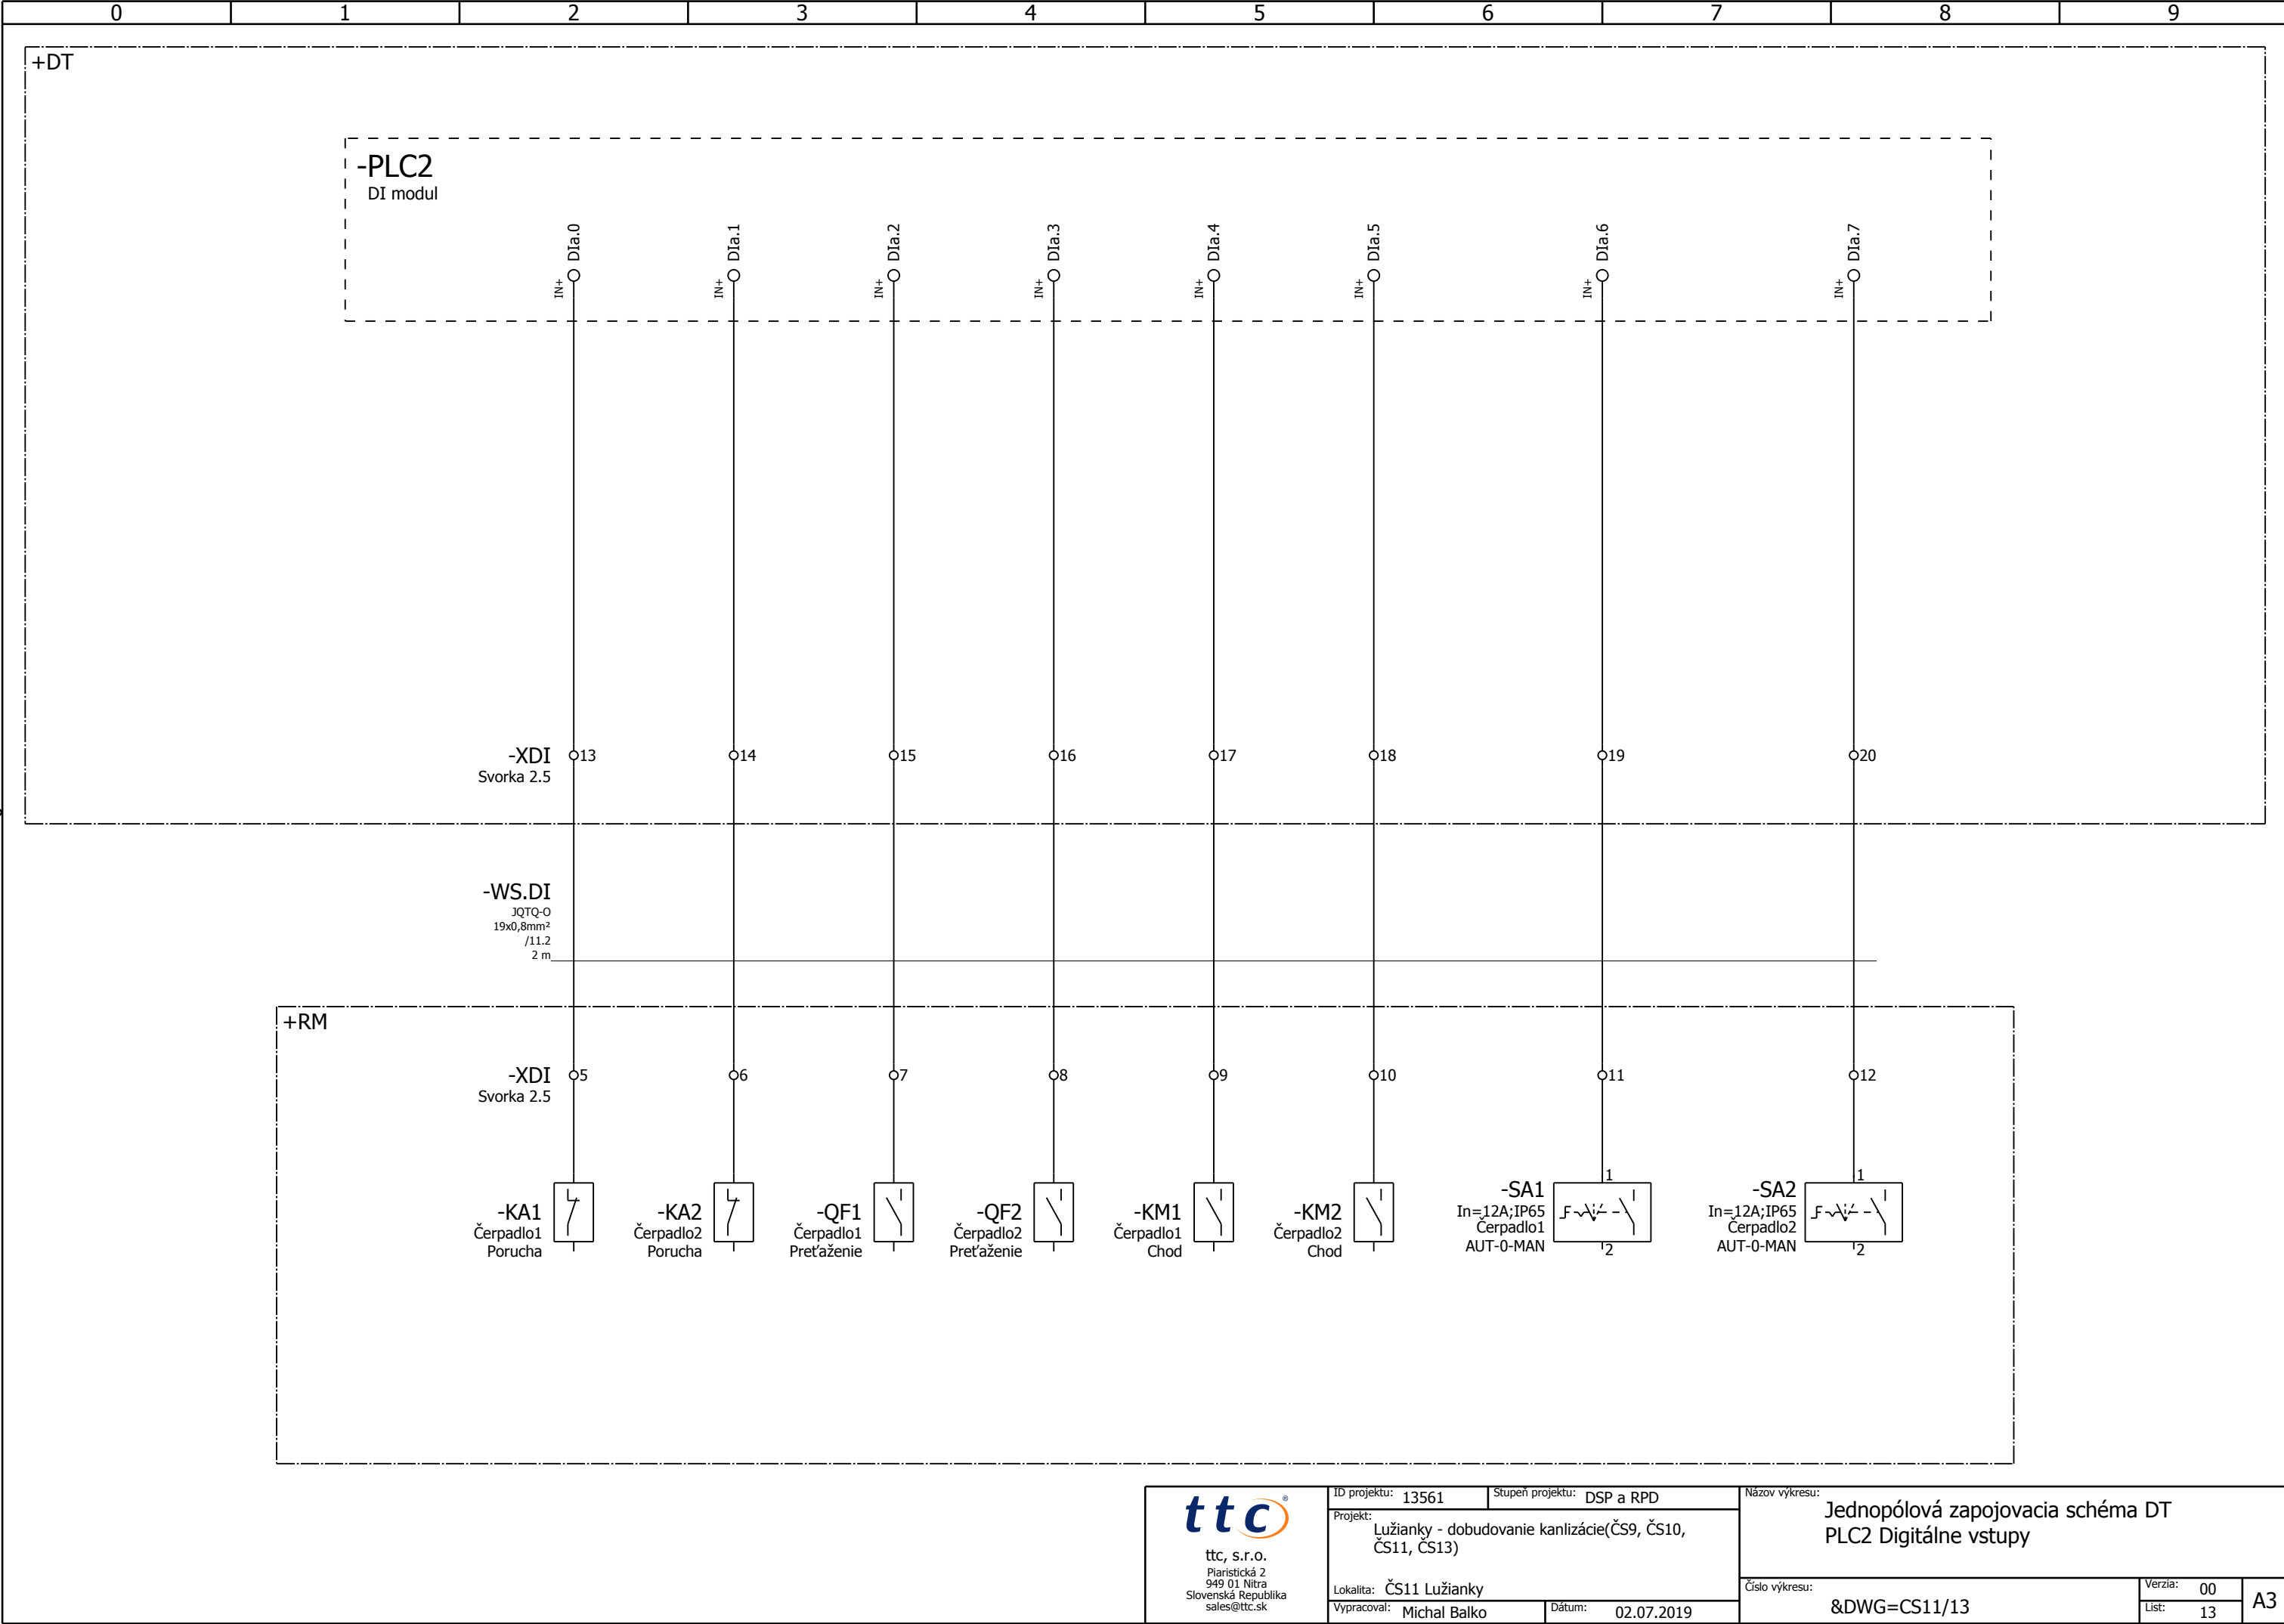 0 1 2 3 4 5 6 7 8 9
+DT
-PLC2
DI modul
DIa.0 DIa.1 DIa.2 DIa.3 DIa.4 DIa.5 DIa.6 DIa.7
IN+ IN+ IN+ IN+ IN+ IN+ IN+ IN+
-XDI 13 14 15 16 17 18 19 20
Svorka 2.5
-WS.DI
JQTQ-O
19x0,8mm²
/11.2
2 m
+RM
-XDI 5 6 7 8 9 10 11 12
Svorka 2.5
-KA1
Čerpadlo1
Porucha
-KA2
Čerpadlo2
Porucha
-QF1
Čerpadlo1
Preťaženie
-QF2
Čerpadlo2
Preťaženie
-KM1
Čerpadlo1
Chod
-KM2
Čerpadlo2
Chod
1
-SA1
In=12A;IP65
Čerpadlo1
AUT-0-MAN
2
1
-SA2
In=12A;IP65
Čerpadlo2
AUT-0-MAN
2
ttc®
ttc, s.r.o.
Piaristická 2
949 01 Nitra
Slovenská Republika
sales@ttc.sk
ID projektu: 13561 Stupeň projektu: DSP a RPD
Projekt:
Lužianky - dobudovanie kanlizácie(ČS9, ČS10,
ČS11, ČS13)
Lokalita: ČS11 Lužianky
Vypracoval: Michal Balko Dátum: 02.07.2019
Názov výkresu:
Jednopólová zapojovacia schéma DT
PLC2 Digitálne vstupy
Číslo výkresu:
&DWG=CS11/13
Verzia: 00
List: 13
A3